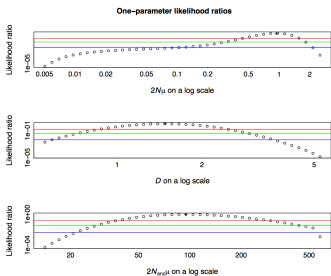 One−parameter likelihood ratios
Likelihood ratio
1e−05
0.005 0.01 0.02 0.05 0.1 0.2 0.5 1 2
2Nμ on a log scale
Likelihood ratio
1e−05 1e−01
1 2 5
D on a log scale
Likelihood ratio
1e−04 1e+00
20 50 100 200 500
2Nancμ on a log scale